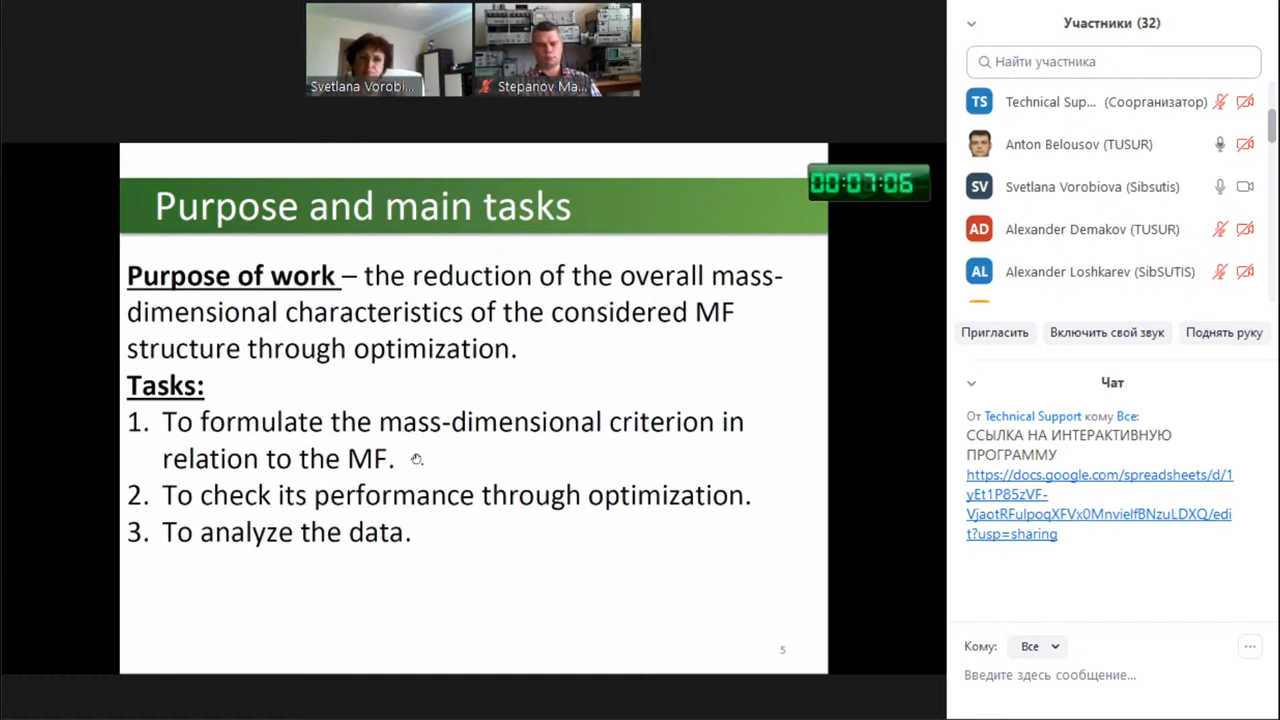 Svetlana Vorobi...
Stepanov Ma...
Purpose and main tasks
00:07:06
Purpose of work – the reduction of the overall mass-
dimensional characteristics of the considered MF
structure through optimization.
Tasks:
1. To formulate the mass-dimensional criterion in
relation to the MF.
2. To check its performance through optimization.
3. To analyze the data.
5
Участники (32)
Найти участника
TS Technical Sup... (Соорганизатор)
Anton Belousov (TUSUR)
SV Svetlana Vorobiova (Sibsutis)
AD Alexander Demakov (TUSUR)
AL Alexander Loshkarev (SibSUTIS)
Пригласить Включить свой звук Поднять руку
Чат
От Technical Support кому Все:
ССЫЛКА НА ИНТЕРАКТИВНУЮ
ПРОГРАММУ
https://docs.google.com/spreadsheets/d/1
yEt1P85zVF-
VjaotRFulpoqXFVx0MnvielfBNzuLDXQ/edi
t?usp=sharing
Кому: Все
Введите здесь сообщение...